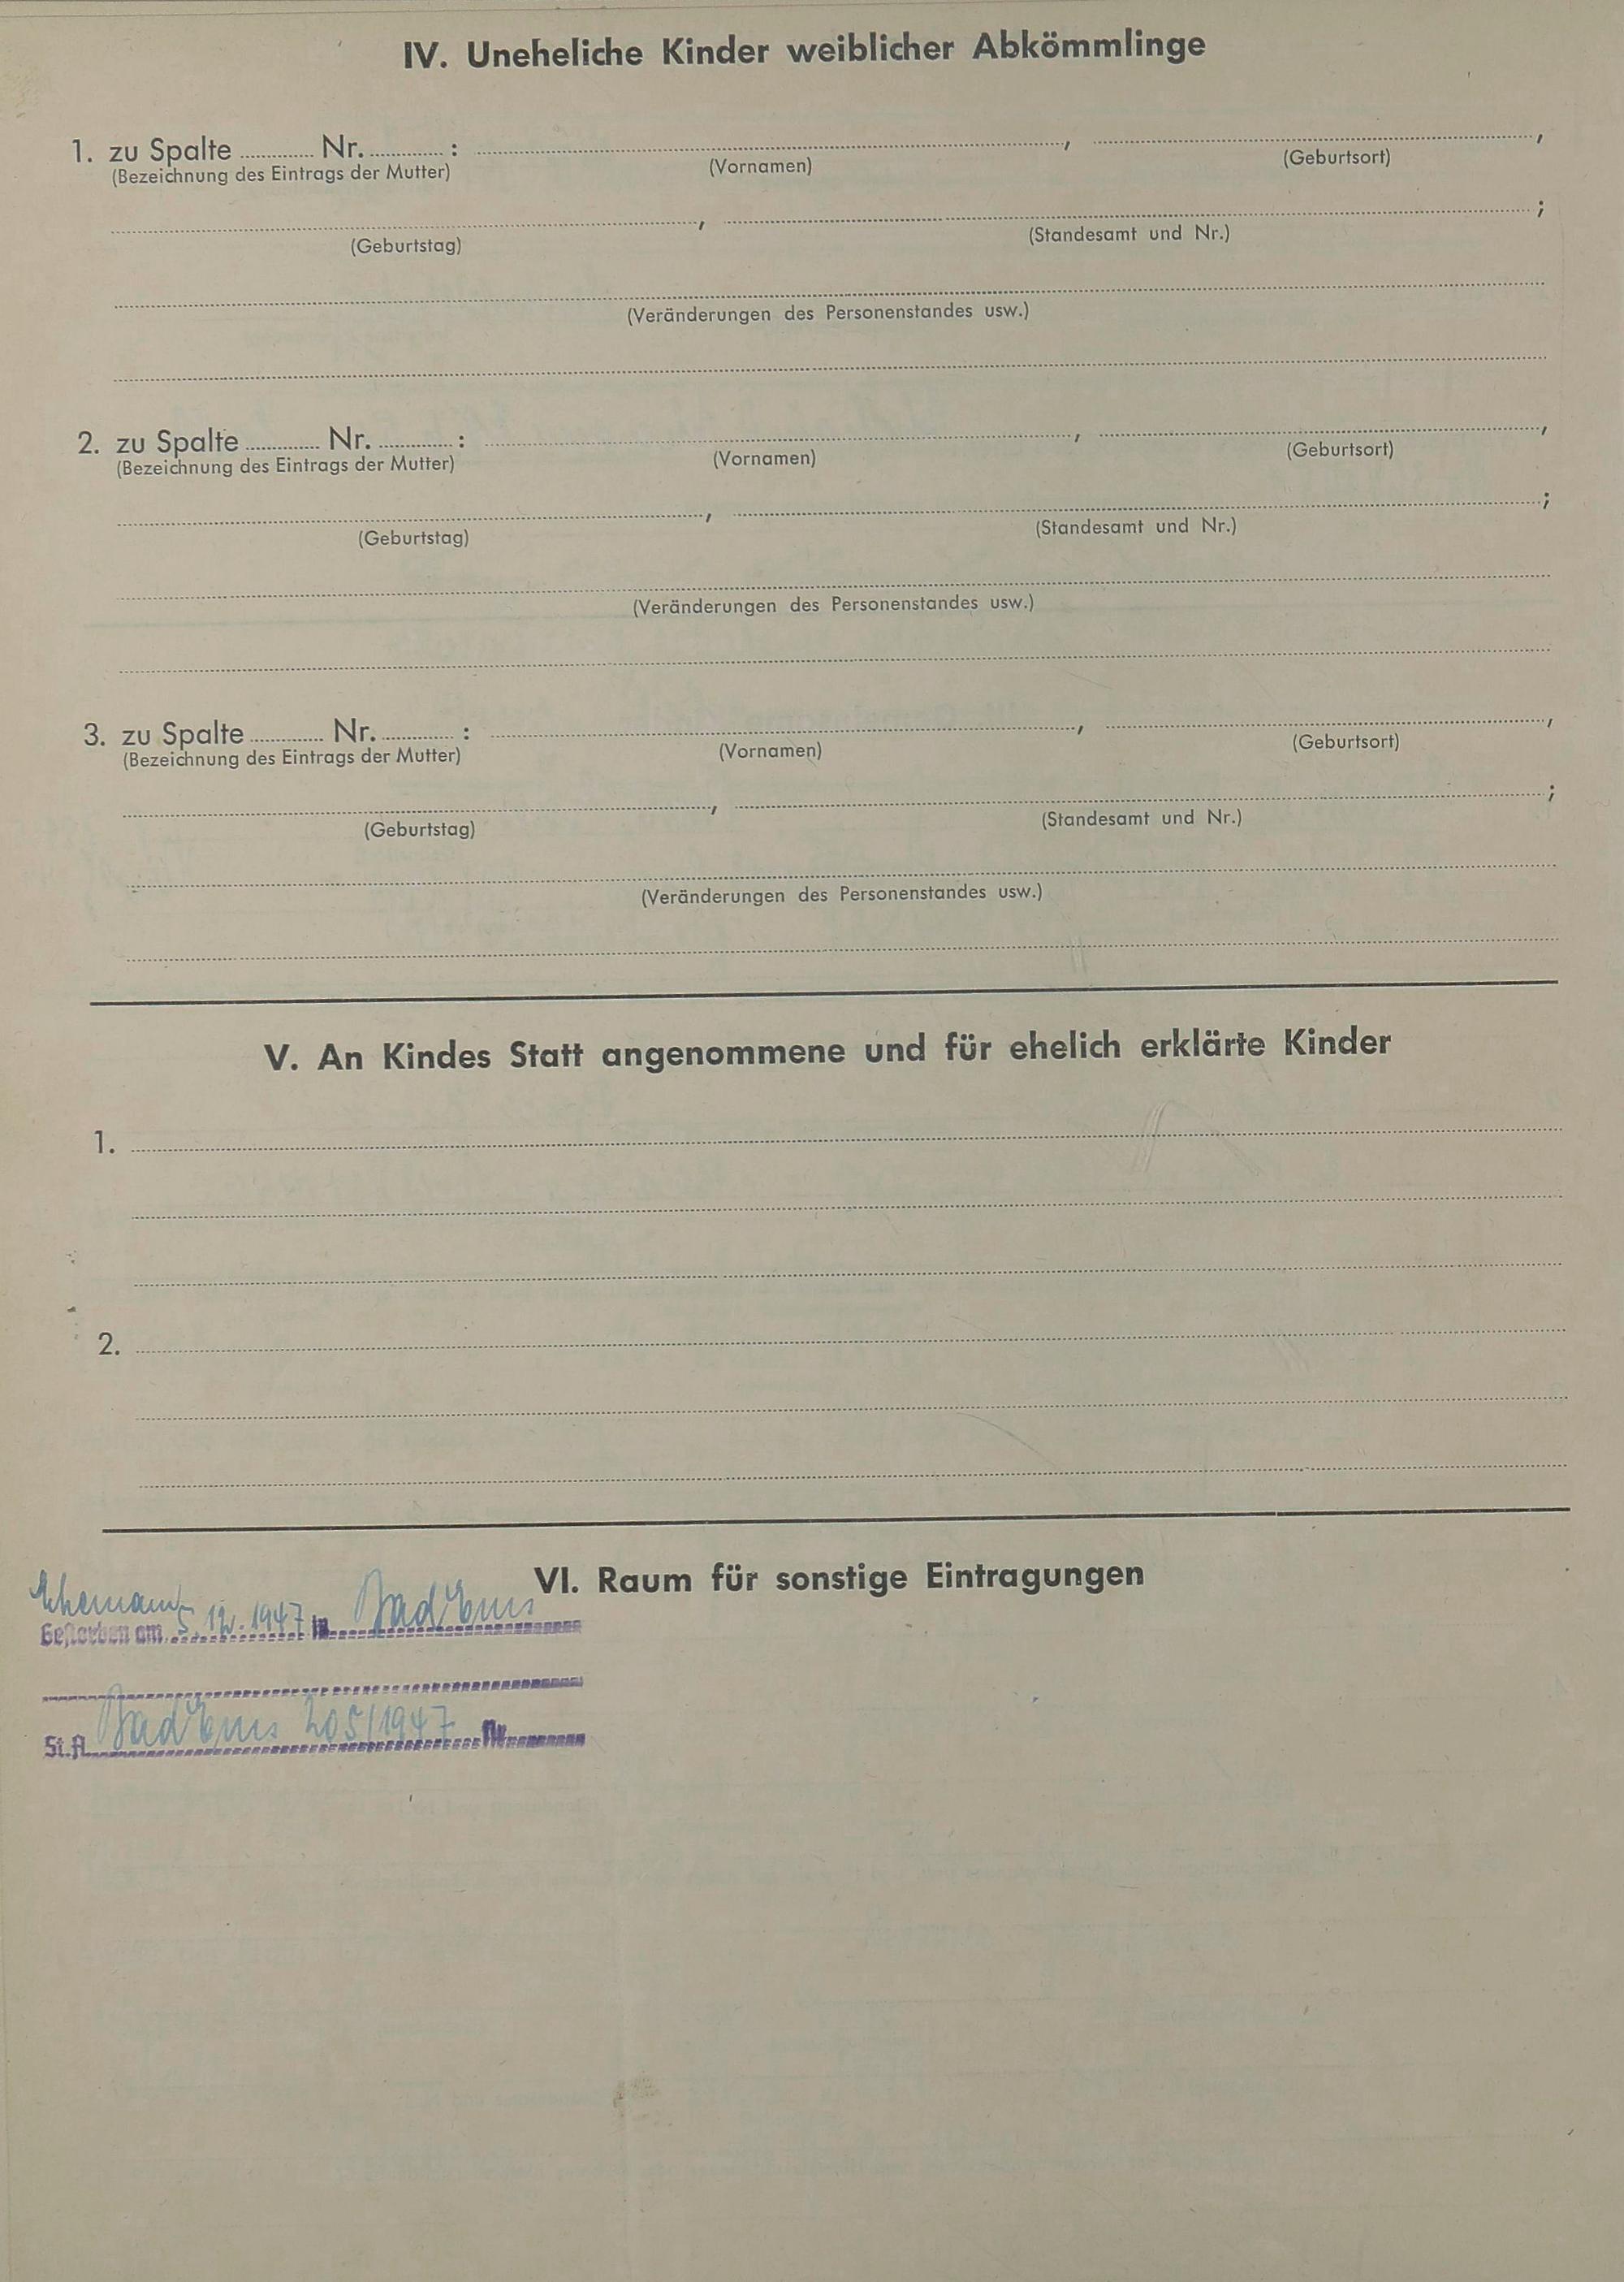 IV. Uneheliche Kinder weiblicher Abkömmlinge
1. zu Spalte ............ Nr. ............ : ............ , ............ ,
(Bezeichnung des Eintrags der Mutter) (Vornamen) (Geburtsort)
............ , ............ ;
(Geburtstag) (Standesamt und Nr.)
(Veränderungen des Personenstandes usw.)
2. zu Spalte ............ Nr. ............ : ............ , ............ ,
(Bezeichnung des Eintrags der Mutter) (Vornamen) (Geburtsort)
............ , ............ ;
(Geburtstag) (Standesamt und Nr.)
(Veränderungen des Personenstandes usw.)
3. zu Spalte ............ Nr. ............ : ............ , ............ ,
(Bezeichnung des Eintrags der Mutter) (Vornamen) (Geburtsort)
............ , ............ ;
(Geburtstag) (Standesamt und Nr.)
(Veränderungen des Personenstandes usw.)
V. An Kindes Statt angenommene und für ehelich erklärte Kinder
1.
2.
VI. Raum für sonstige Eintragungen
Ehemann
Gestorben am 5. 12. 1947 in Bad Ems
St.A. Bad Ems 205/1947 Nr.